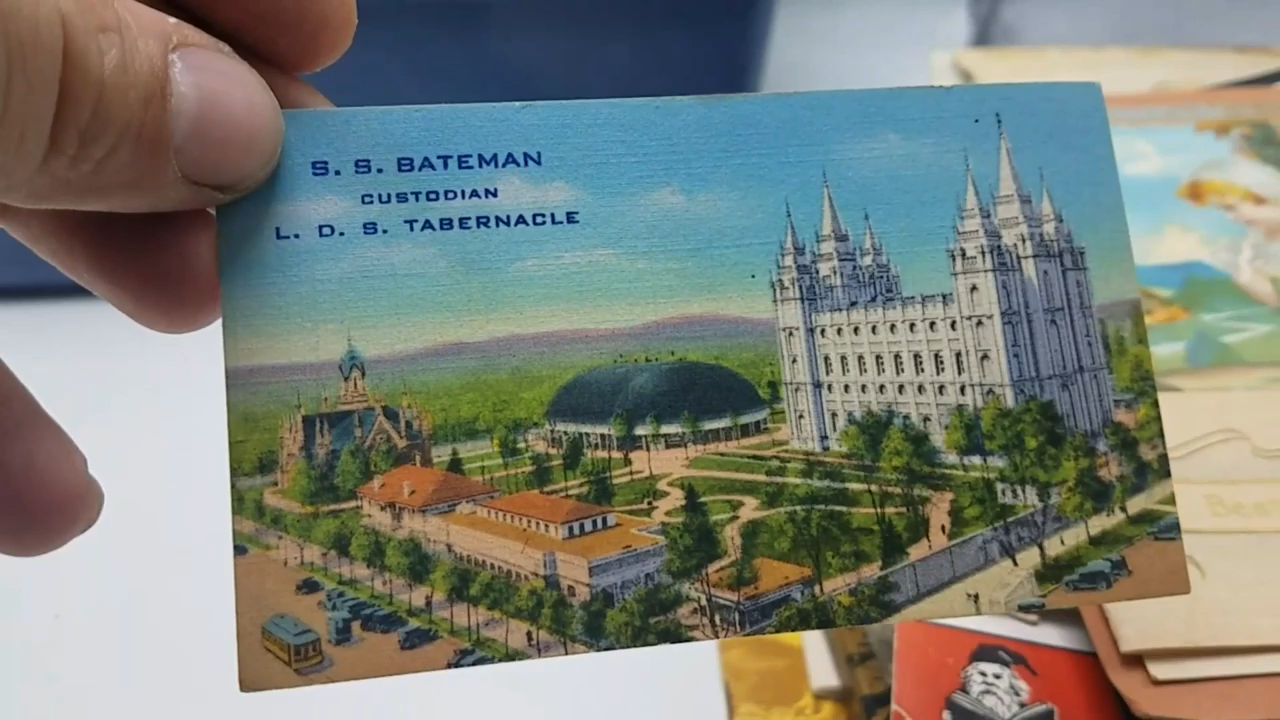 S. S. BATEMAN
CUSTODIAN
L. D. S. TABERNACLE